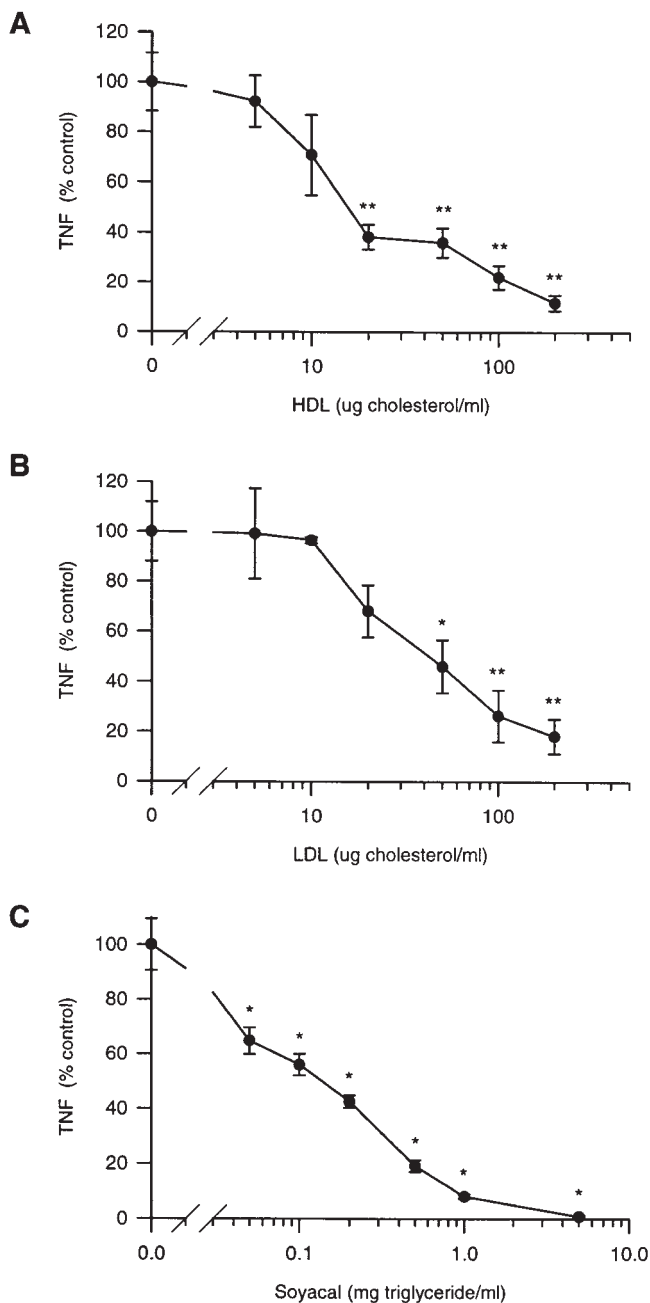 A
120
100
80
60
40
20
0
TNF (% control)
** ** ** **
0 10 100
HDL (ug cholesterol/ml)
B
120
100
80
60
40
20
0
TNF (% control)
* ** **
0 10 100
LDL (ug cholesterol/ml)
C
100
80
60
40
20
0
TNF (% control)
* * * * * *
0.0 0.1 1.0 10.0
Soyacal (mg triglyceride/ml)